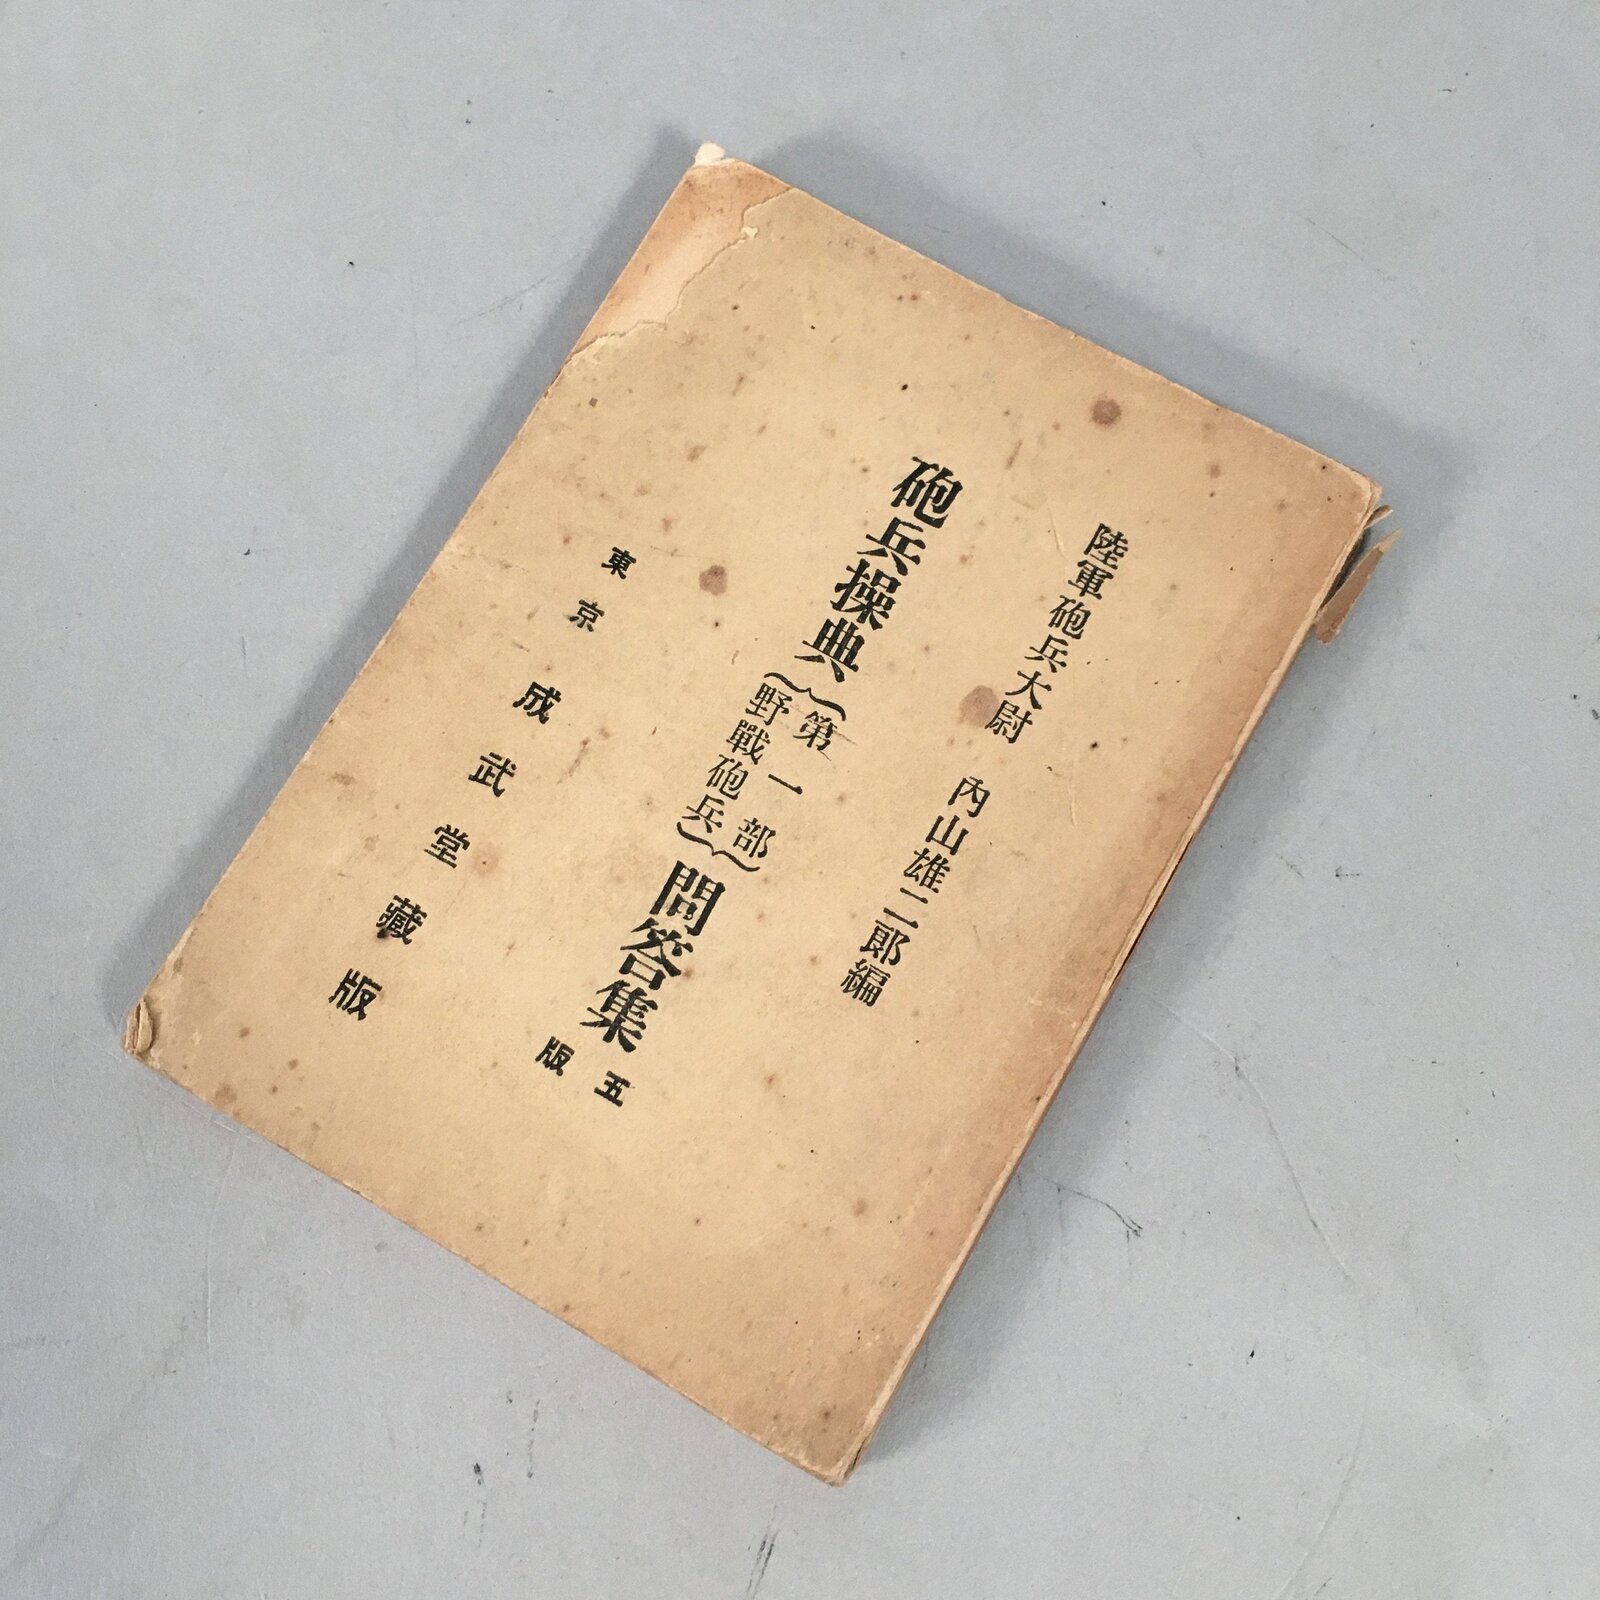 陸軍砲兵大尉 內山雄二郎編
砲兵操典{第一部 野戰砲兵}問答集 五版
東京 成武堂藏版